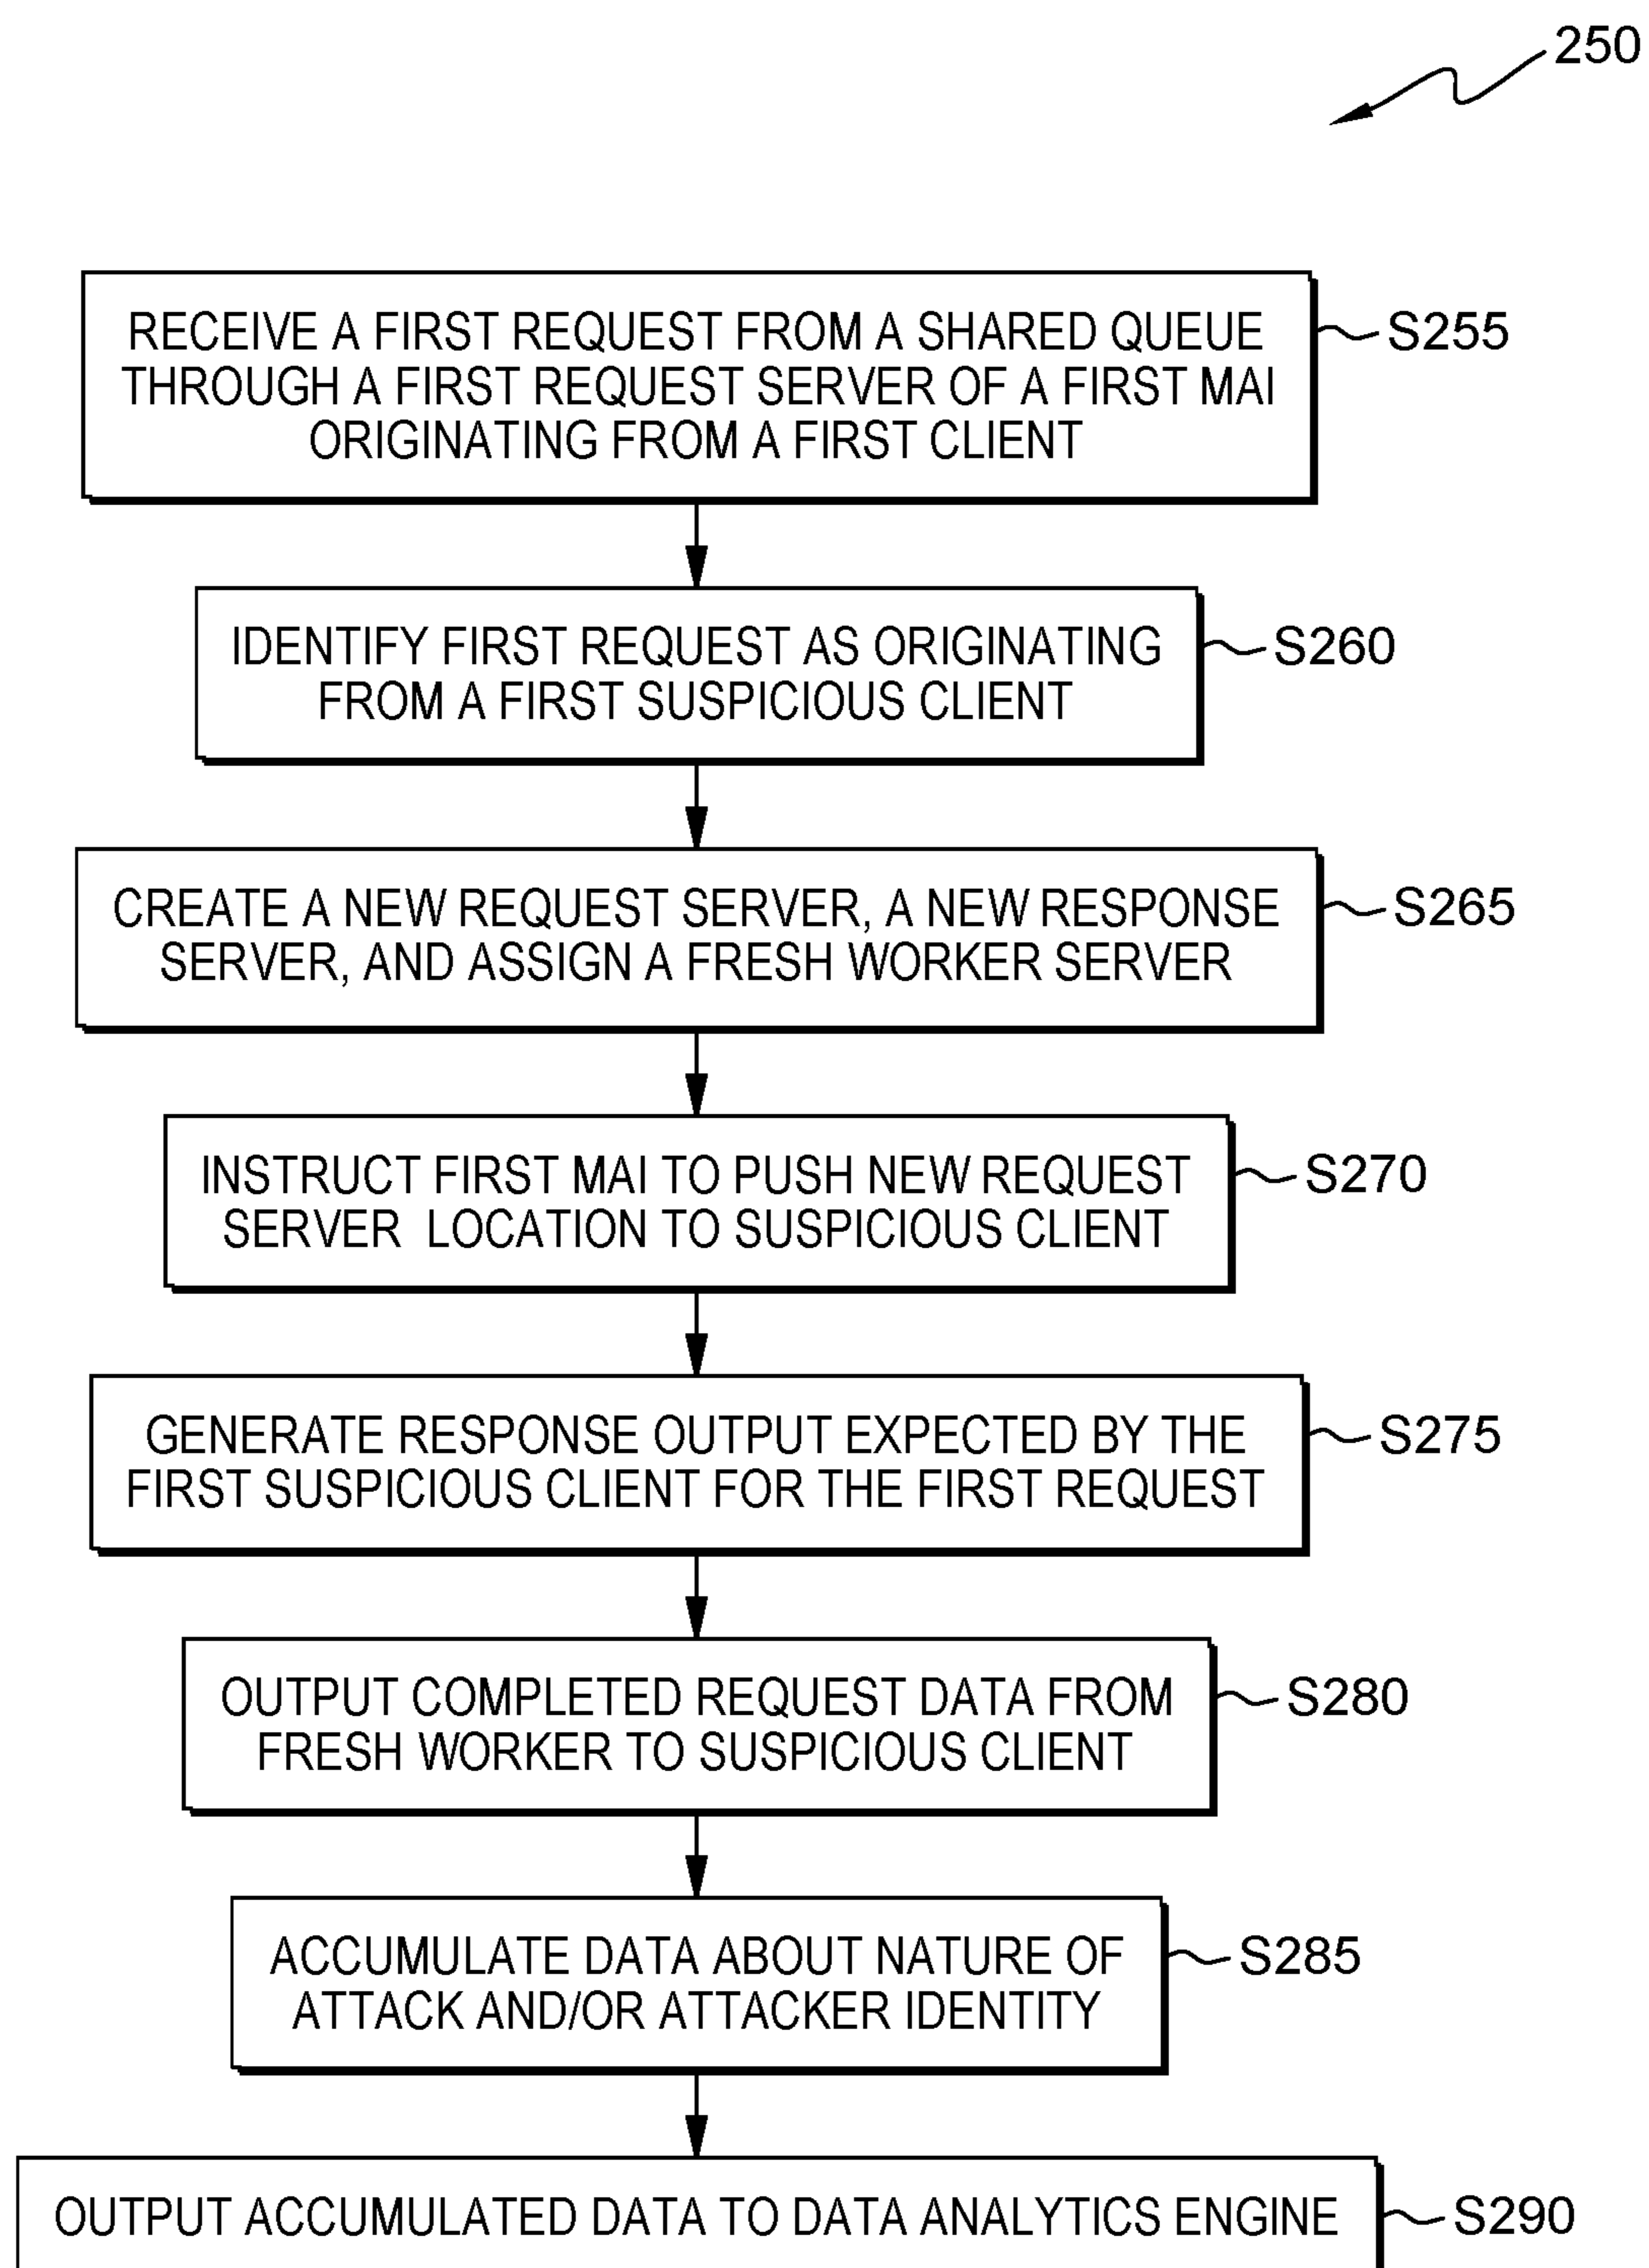 250
RECEIVE A FIRST REQUEST FROM A SHARED QUEUE
THROUGH A FIRST REQUEST SERVER OF A FIRST MAI
ORIGINATING FROM A FIRST CLIENT
S255
IDENTIFY FIRST REQUEST AS ORIGINATING
FROM A FIRST SUSPICIOUS CLIENT
S260
CREATE A NEW REQUEST SERVER, A NEW RESPONSE
SERVER, AND ASSIGN A FRESH WORKER SERVER
S265
INSTRUCT FIRST MAI TO PUSH NEW REQUEST
SERVER LOCATION TO SUSPICIOUS CLIENT
S270
GENERATE RESPONSE OUTPUT EXPECTED BY THE
FIRST SUSPICIOUS CLIENT FOR THE FIRST REQUEST
S275
OUTPUT COMPLETED REQUEST DATA FROM
FRESH WORKER TO SUSPICIOUS CLIENT
S280
ACCUMULATE DATA ABOUT NATURE OF
ATTACK AND/OR ATTACKER IDENTITY
S285
OUTPUT ACCUMULATED DATA TO DATA ANALYTICS ENGINE
S290